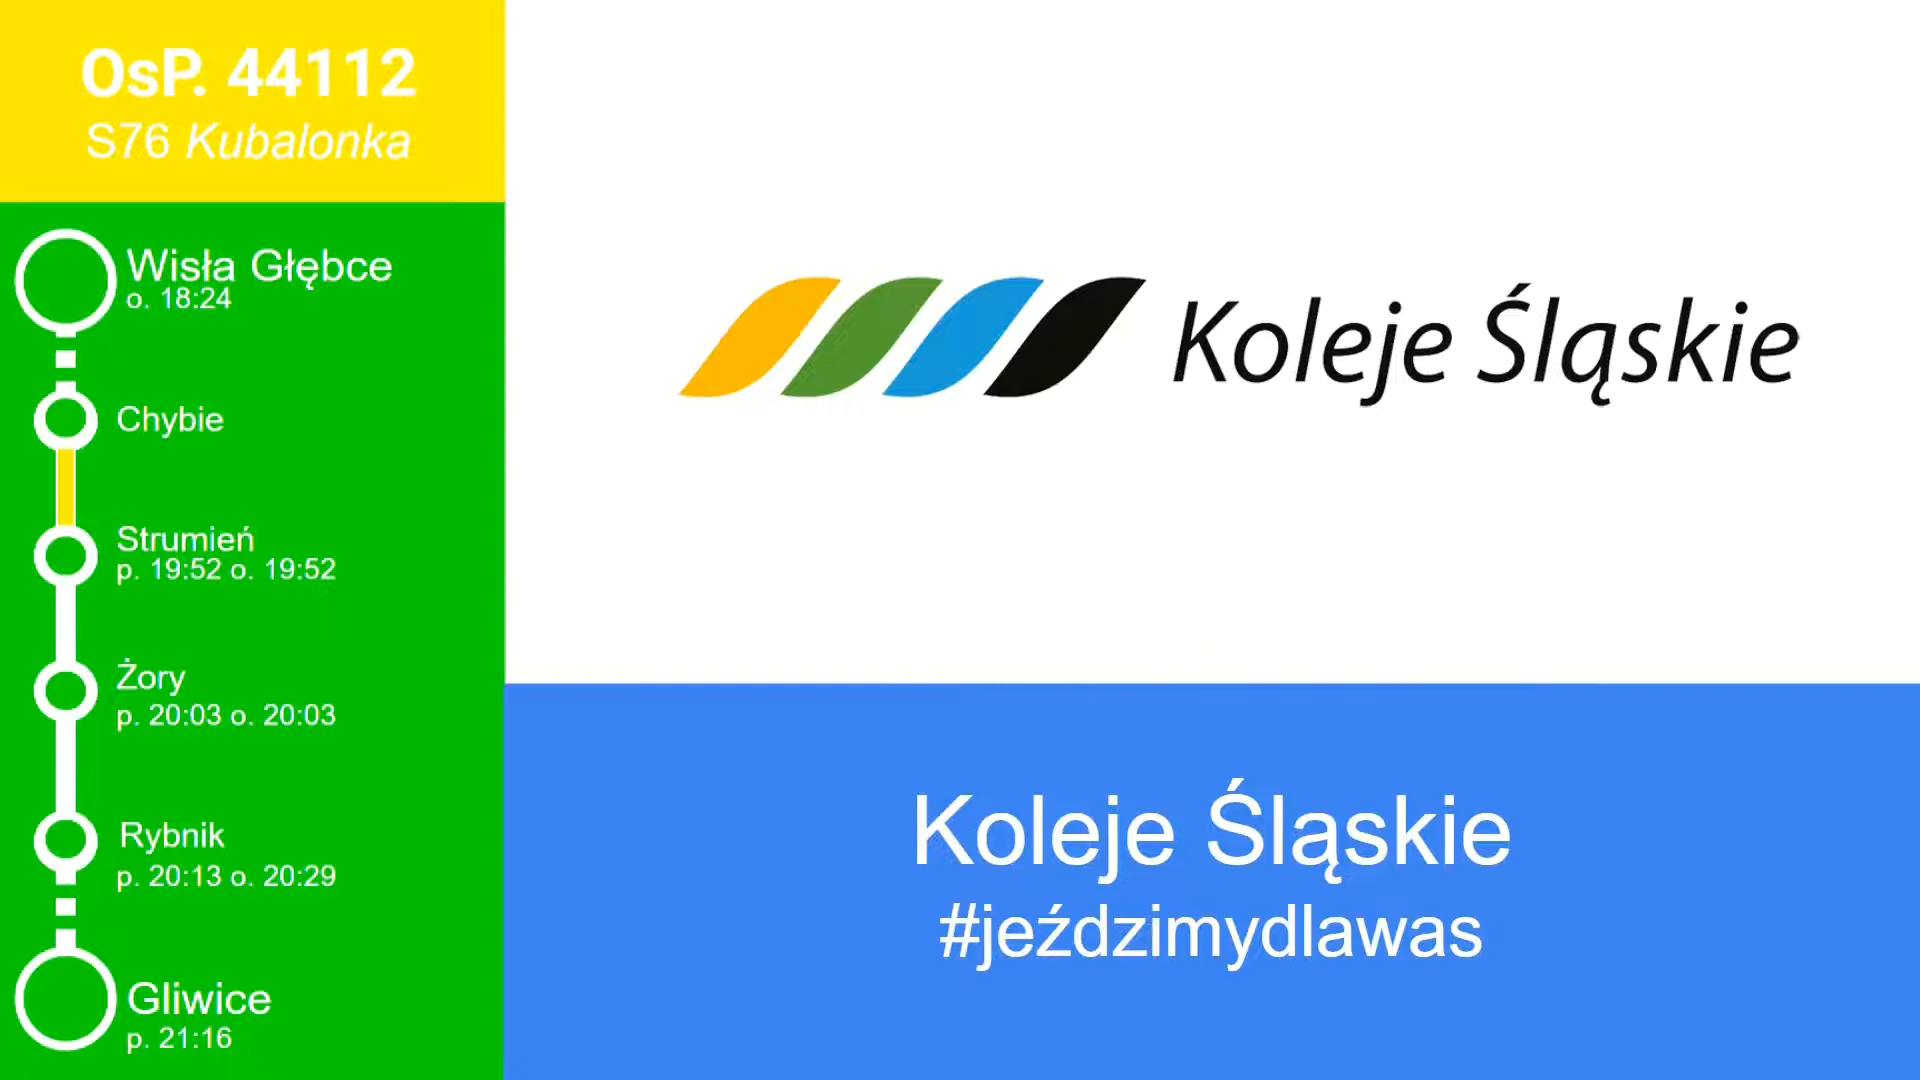 OsP. 44112
S76 Kubalonka
Wisła Głębce
o. 18:24
Chybie
Strumień
p. 19:52 o. 19:52
Żory
p. 20:03 o. 20:03
Rybnik
p. 20:13 o. 20:29
Gliwice
p. 21:16
Koleje Śląskie
Koleje Śląskie
#jeździmydlawas